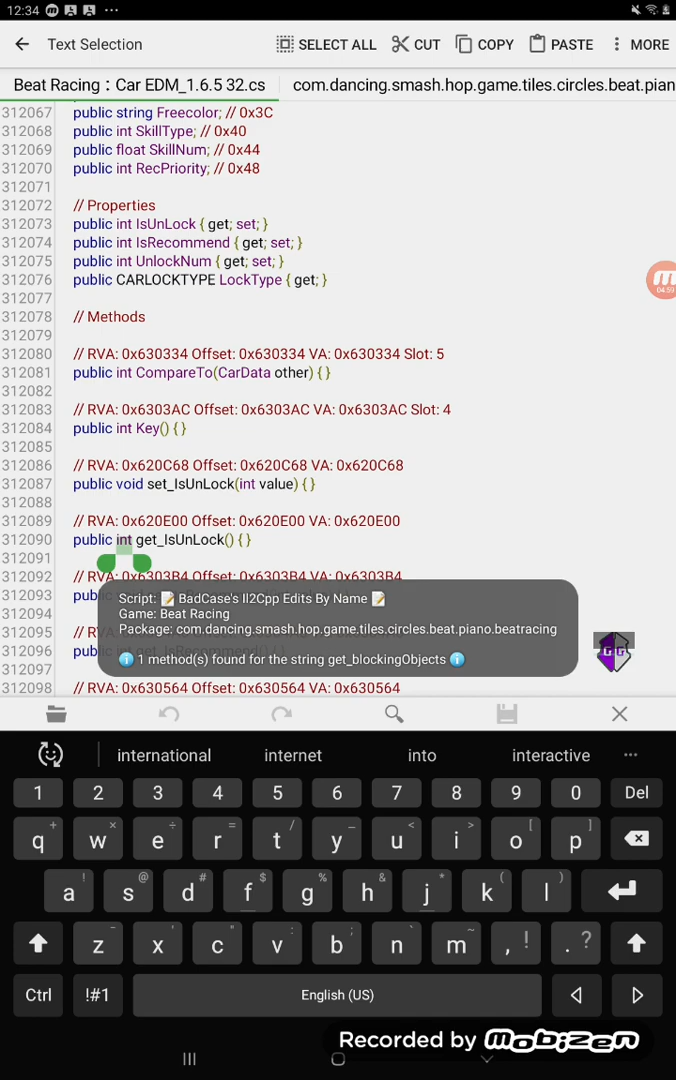 12:34
Text Selection
SELECT ALL
CUT
COPY
PASTE
MORE
Beat Racing : Car EDM_1.6.5 32.cs
com.dancing.smash.hop.game.tiles.circles.beat.pian
312067 public string Freecolor; // 0x3C
312068 public int SkillType; // 0x40
312069 public float SkillNum; // 0x44
312070 public int RecPriority; // 0x48
312071
312072 // Properties
312073 public int IsUnLock { get; set; }
312074 public int IsRecommend { get; set; }
312075 public int UnlockNum { get; set; }
312076 public CARLOCKTYPE LockType { get; }
312077
312078 // Methods
312079
312080 // RVA: 0x630334 Offset: 0x630334 VA: 0x630334 Slot: 5
312081 public int CompareTo(CarData other) { }
312082
312083 // RVA: 0x6303AC Offset: 0x6303AC VA: 0x6303AC Slot: 4
312084 public int Key() { }
312085
312086 // RVA: 0x620C68 Offset: 0x620C68 VA: 0x620C68
312087 public void set_IsUnLock(int value) { }
312088
312089 // RVA: 0x620E00 Offset: 0x620E00 VA: 0x620E00
312090 public int get_IsUnLock() { }
312091
312092 // RVA: 0x6303B4 Offset: 0x6303B4 VA: 0x6303B4
312093
312094
312095
312096
312097
312098 // RVA: 0x630564 Offset: 0x630564 VA: 0x630564
04:59
Script: 📝 BadCase's Il2Cpp Edits By Name 📝
Game: Beat Racing
Package: com.dancing.smash.hop.game.tiles.circles.beat.piano.beatracing
1 method(s) found for the string get_blockingObjects
GG
international internet into interactive
1 2 3 4 5 6 7 8 9 0 Del
q w e r t y u i o p
a s d f g h j k l
z x c v b n m , ! . ?
Ctrl !#1 English (US)
Recorded by Mobizen